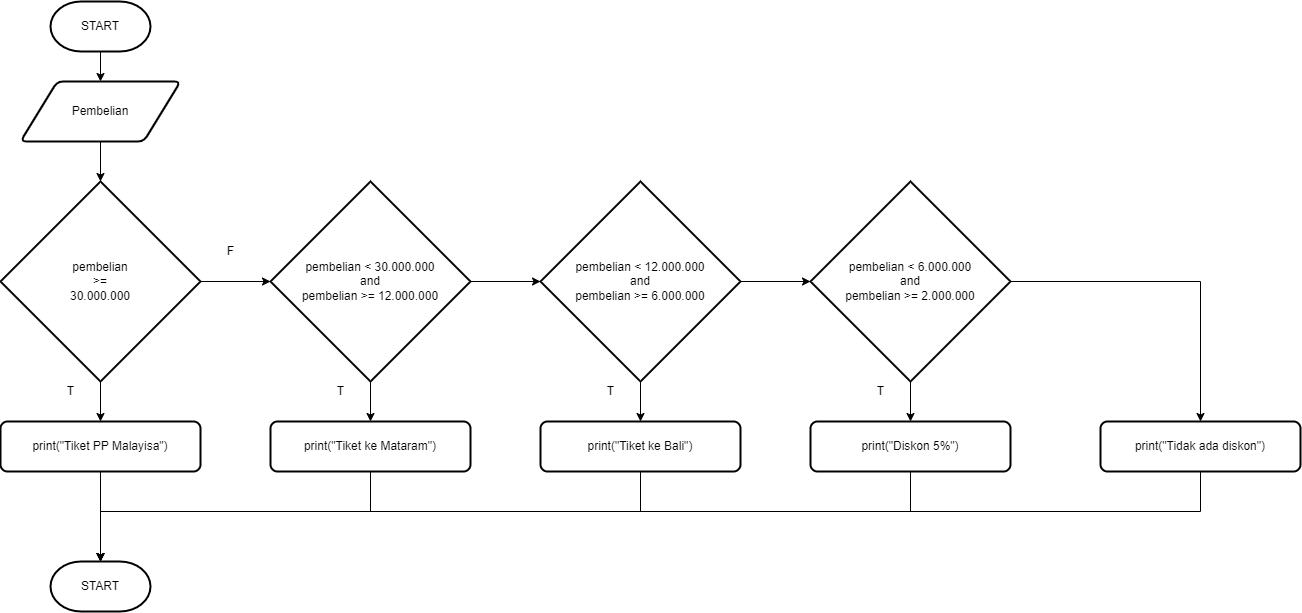 START
Pembelian
pembelian
>=
30.000.000
F
pembelian < 30.000.000
and
pembelian >= 12.000.000
pembelian < 12.000.000
and
pembelian >= 6.000.000
pembelian < 6.000.000
and
pembelian >= 2.000.000
T
T
T
T
print("Tiket PP Malayisa")
print("Tiket ke Mataram")
print("Tiket ke Bali")
print("Diskon 5%")
print("Tidak ada diskon")
START